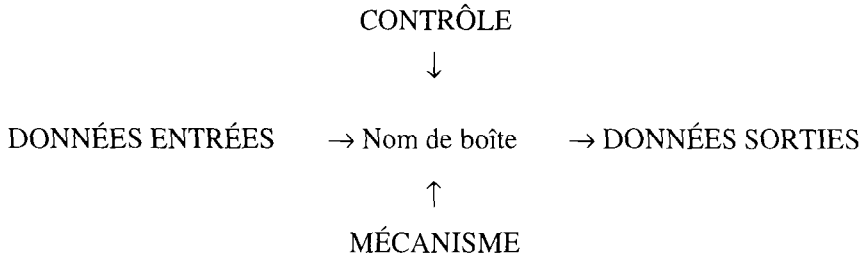 CONTRÔLE
↓
DONNÉES ENTRÉES → Nom de boîte → DONNÉES SORTIES
↑
MÉCANISME